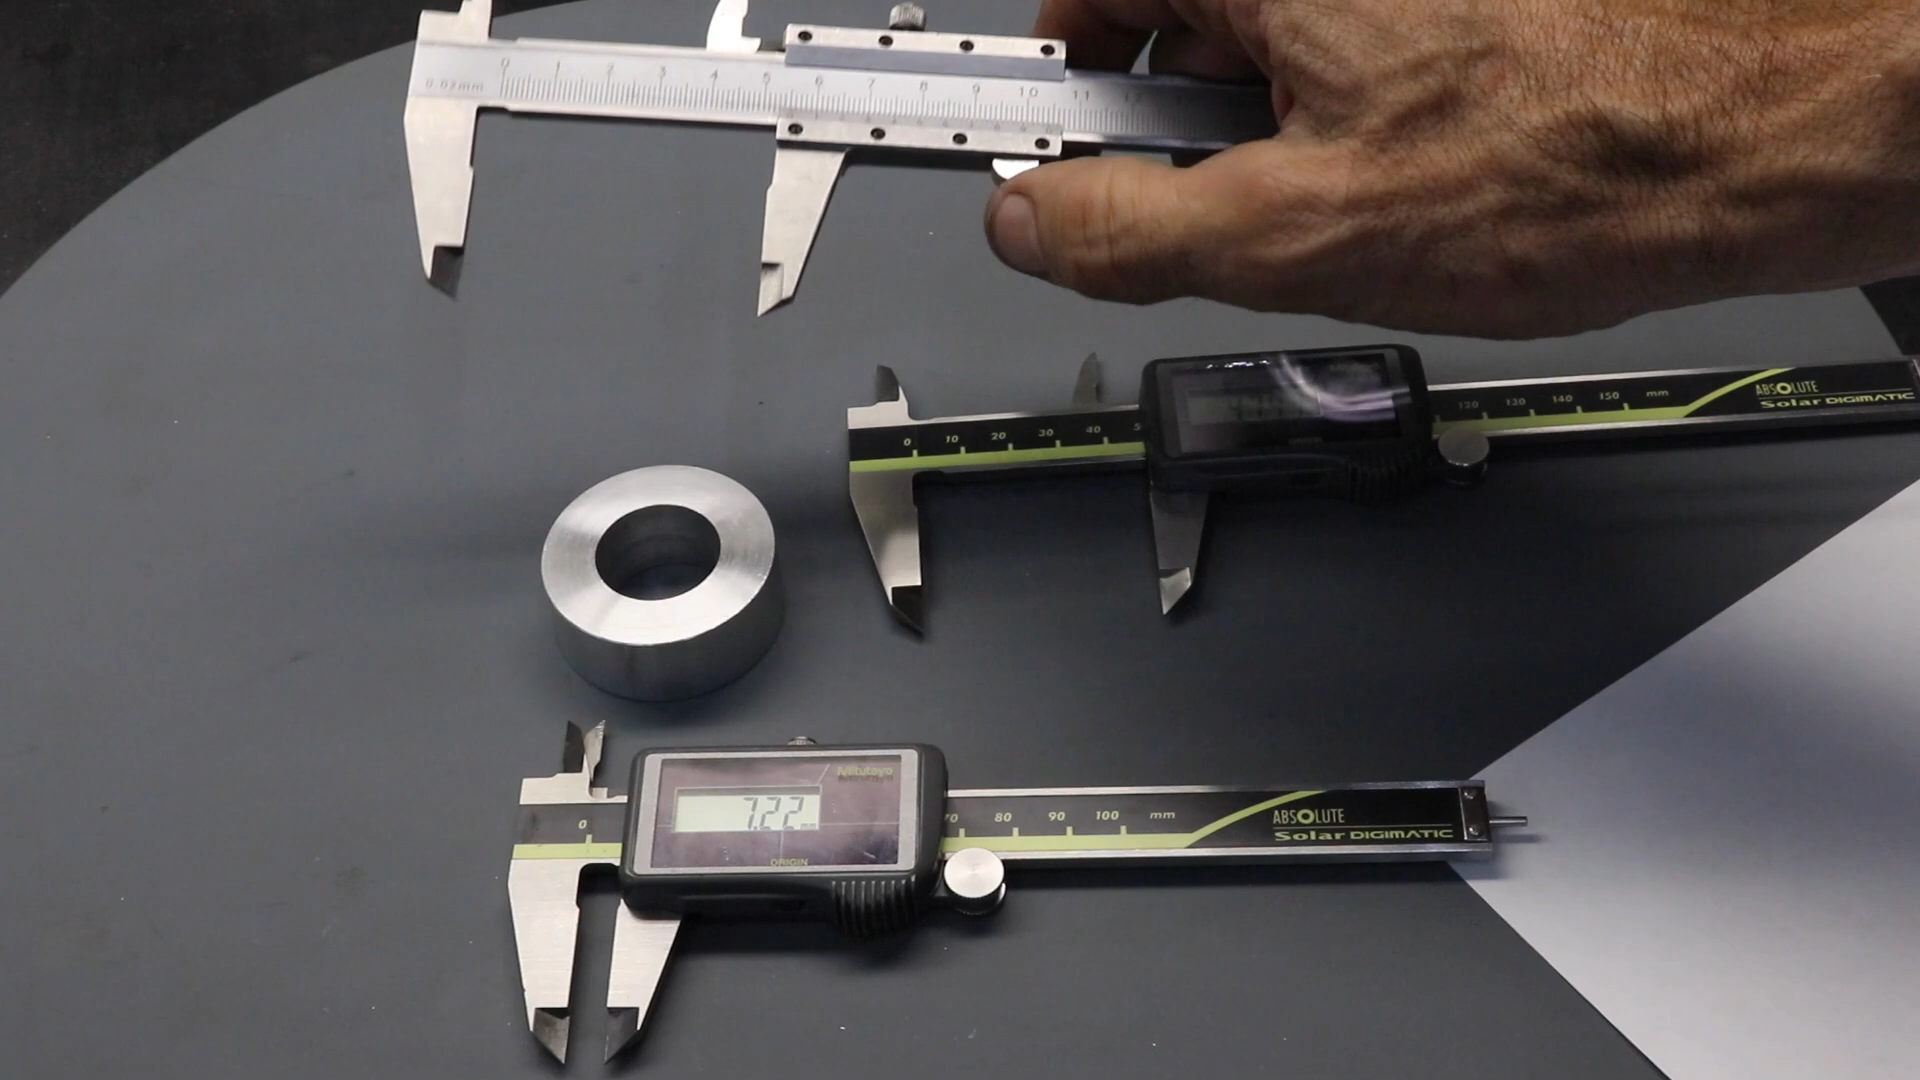 0 1 2 3 4 5 6 7 8 9 10 11 12
0.02mm
0 10 20 30 40 5
120 130 140 150 mm
ABSOLUTE
Solar DIGIMATIC
Mitutoyo
7.22 mm
ORIGIN
0
70 80 90 100 mm
ABSOLUTE
Solar DIGIMATIC